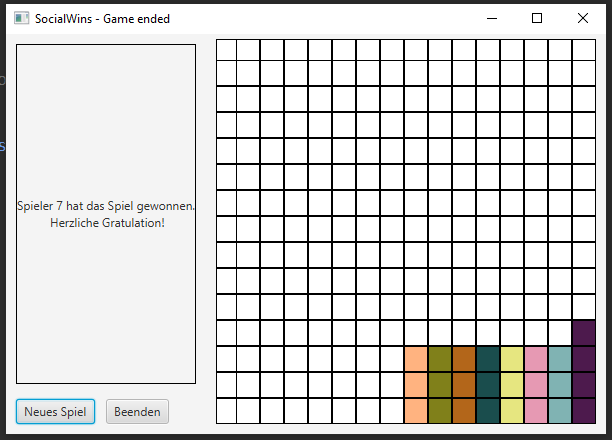 SocialWins - Game ended
Spieler 7 hat das Spiel gewonnen.
Herzliche Gratulation!
Neues Spiel
Beenden